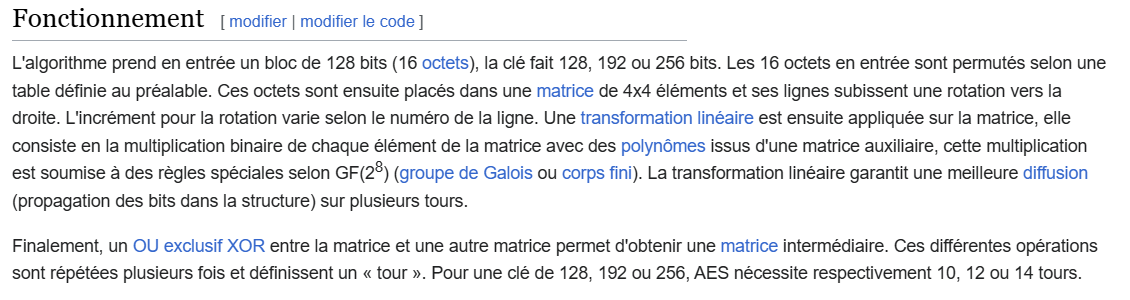 Fonctionnement [ modifier | modifier le code ]
L'algorithme prend en entrée un bloc de 128 bits (16 octets), la clé fait 128, 192 ou 256 bits. Les 16 octets en entrée sont permutés selon une
table définie au préalable. Ces octets sont ensuite placés dans une matrice de 4x4 éléments et ses lignes subissent une rotation vers la
droite. L'incrément pour la rotation varie selon le numéro de la ligne. Une transformation linéaire est ensuite appliquée sur la matrice, elle
consiste en la multiplication binaire de chaque élément de la matrice avec des polynômes issus d'une matrice auxiliaire, cette multiplication
est soumise à des règles spéciales selon GF(2⁸) (groupe de Galois ou corps fini). La transformation linéaire garantit une meilleure diffusion
(propagation des bits dans la structure) sur plusieurs tours.
Finalement, un OU exclusif XOR entre la matrice et une autre matrice permet d'obtenir une matrice intermédiaire. Ces différentes opérations
sont répétées plusieurs fois et définissent un « tour ». Pour une clé de 128, 192 ou 256, AES nécessite respectivement 10, 12 ou 14 tours.